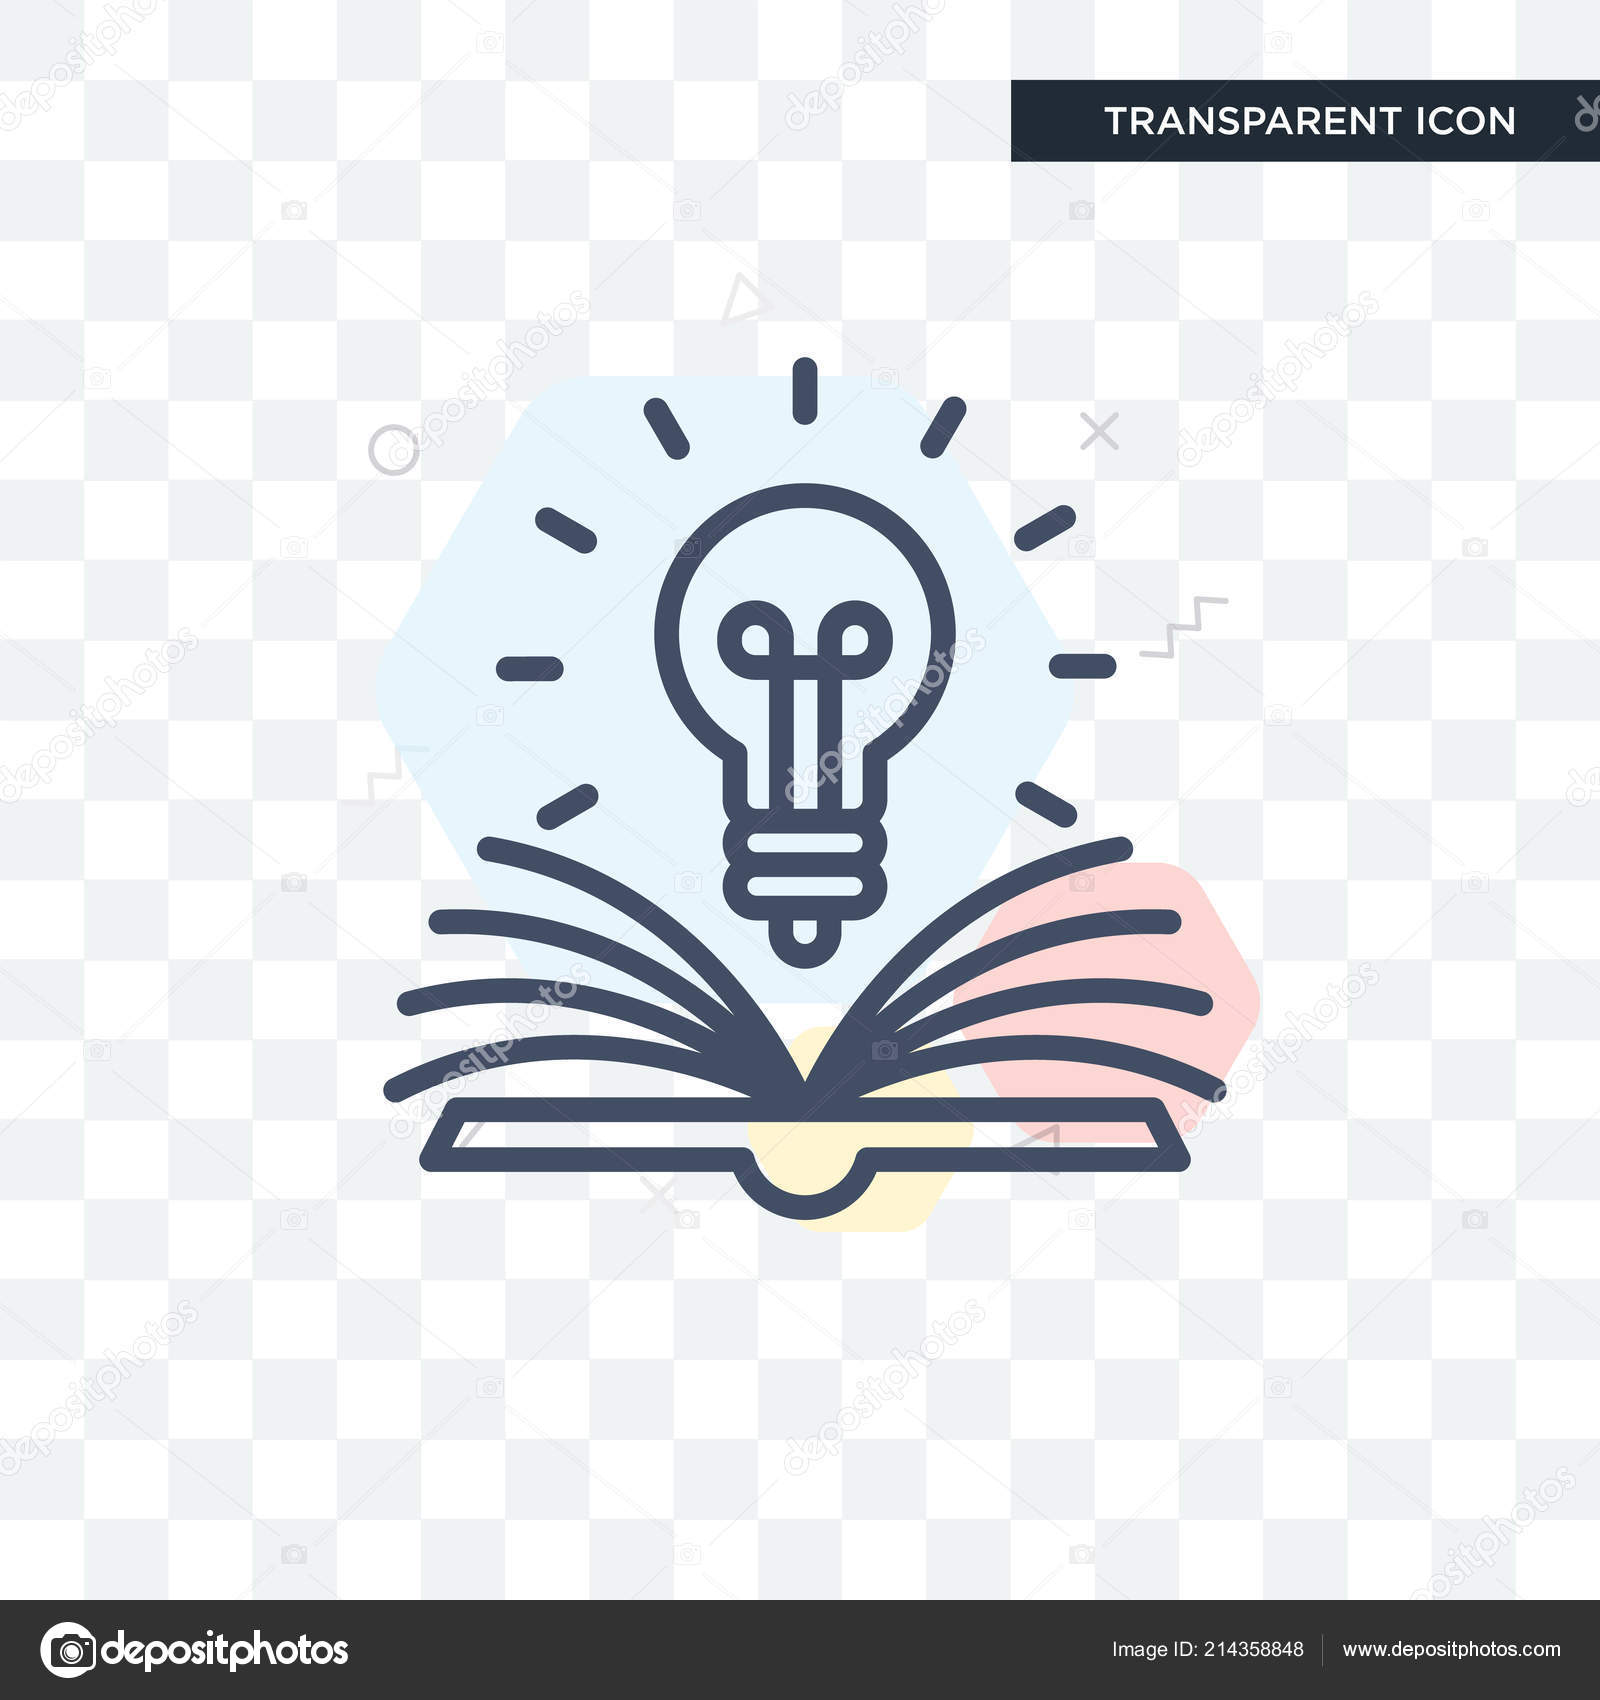 TRANSPARENT ICON
depositphotos
Image ID: 214358848
www.depositphotos.com